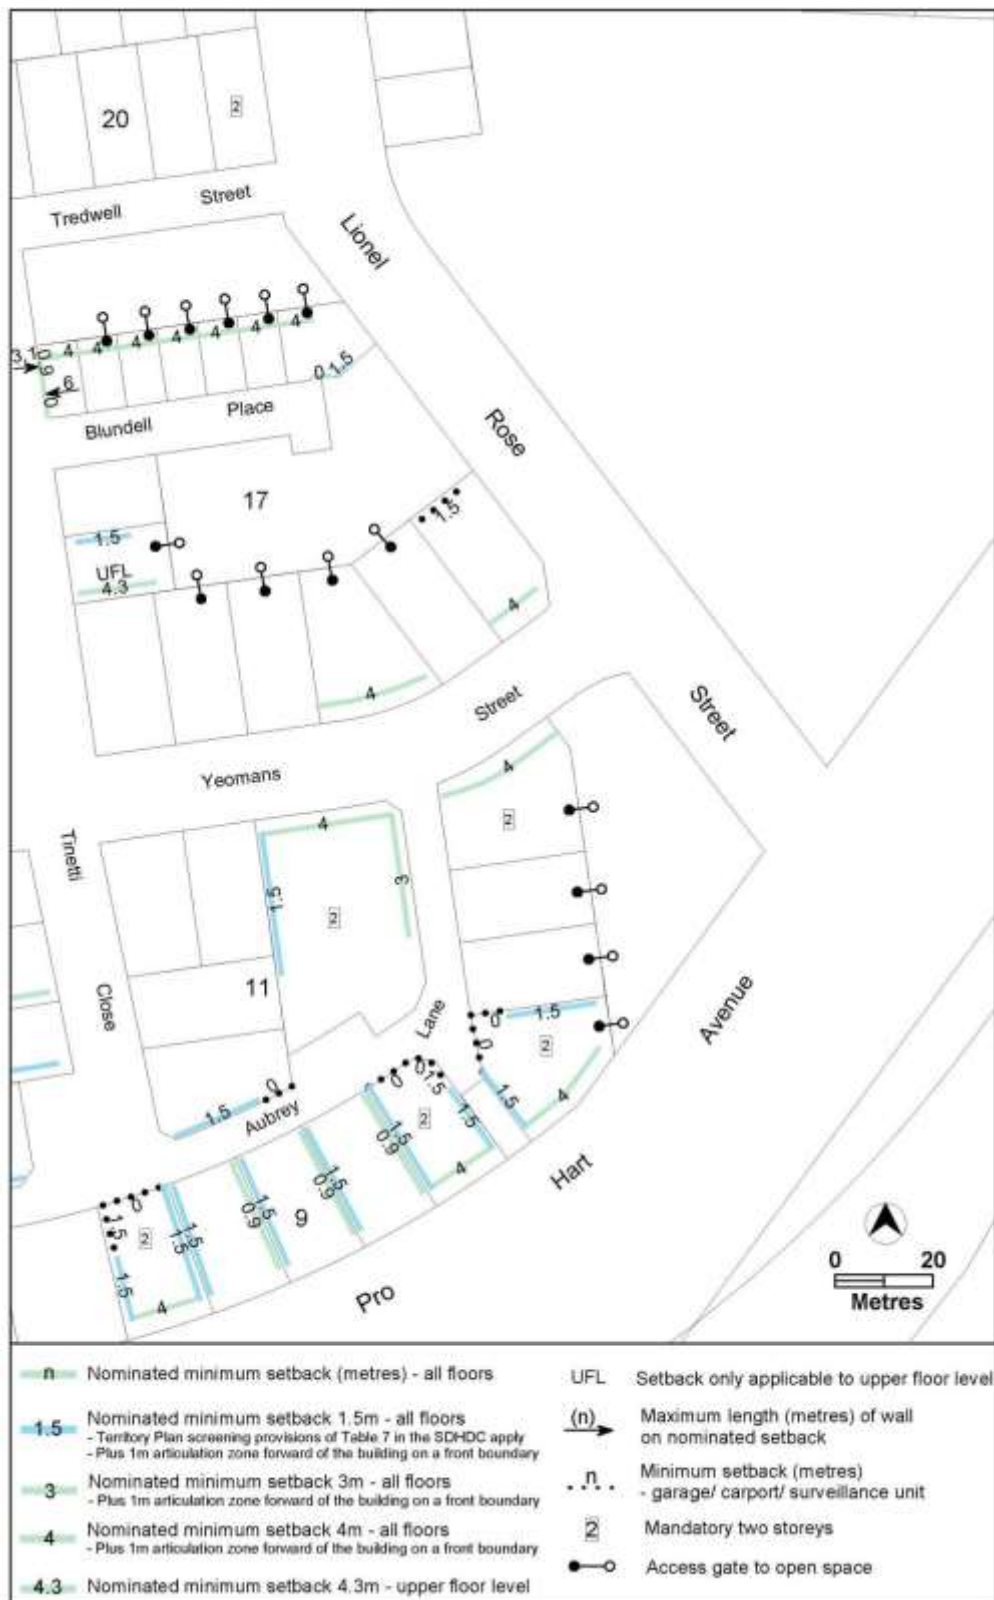 20
2
Tredwell Street
Lionel
4 4 4 4 4 4 4
3.1
0.9
6
0
0 1.5
Blundell Place
Rose
17
1.5
1.5
UFL
4.3
4
4
Street
Street
Yeomans
4
4
2
Tinetti
3
1.5
2
11
Close
Lane
0
1.5
0
2
Avenue
0
1.5
0
0
1.5
4
1.5
Aubrey
1.5
0.9
2
1.5
4
Hart
1.5
0.9
1.5
0.9
9
0
1.5
2
1.5
1.5
1.5
4
Pro
0 20
Metres
n Nominated minimum setback (metres) - all floors
1.5 Nominated minimum setback 1.5m - all floors
- Territory Plan screening provisions of Table 7 in the SDHDC apply
- Plus 1m articulation zone forward of the building on a front boundary
3 Nominated minimum setback 3m - all floors
- Plus 1m articulation zone forward of the building on a front boundary
4 Nominated minimum setback 4m - all floors
- Plus 1m articulation zone forward of the building on a front boundary
4.3 Nominated minimum setback 4.3m - upper floor level
UFL Setback only applicable to upper floor level
(n) Maximum length (metres) of wall
on nominated setback
n Minimum setback (metres)
- garage/ carport/ surveillance unit
2 Mandatory two storeys
Access gate to open space